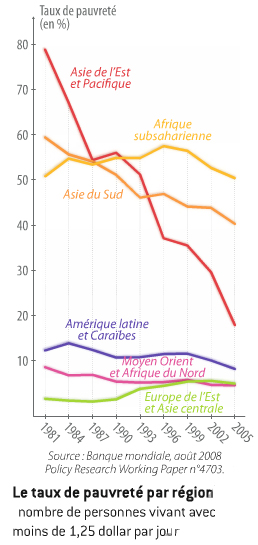 Taux de pauvreté
(en %)
80
70
60
50
40
30
20
10
Asie de l'Est
et Pacifique
Afrique
subsaharienne
Asie du Sud
Amérique latine
et Caraïbes
Moyen Orient
et Afrique du Nord
Europe de l'Est
et Asie centrale
1981
1984
1987
1990
1993
1996
1999
2002
2005
Source : Banque mondiale, août 2008
Policy Research Working Paper n°4703.
Le taux de pauvreté par région
nombre de personnes vivant avec
moins de 1,25 dollar par jour